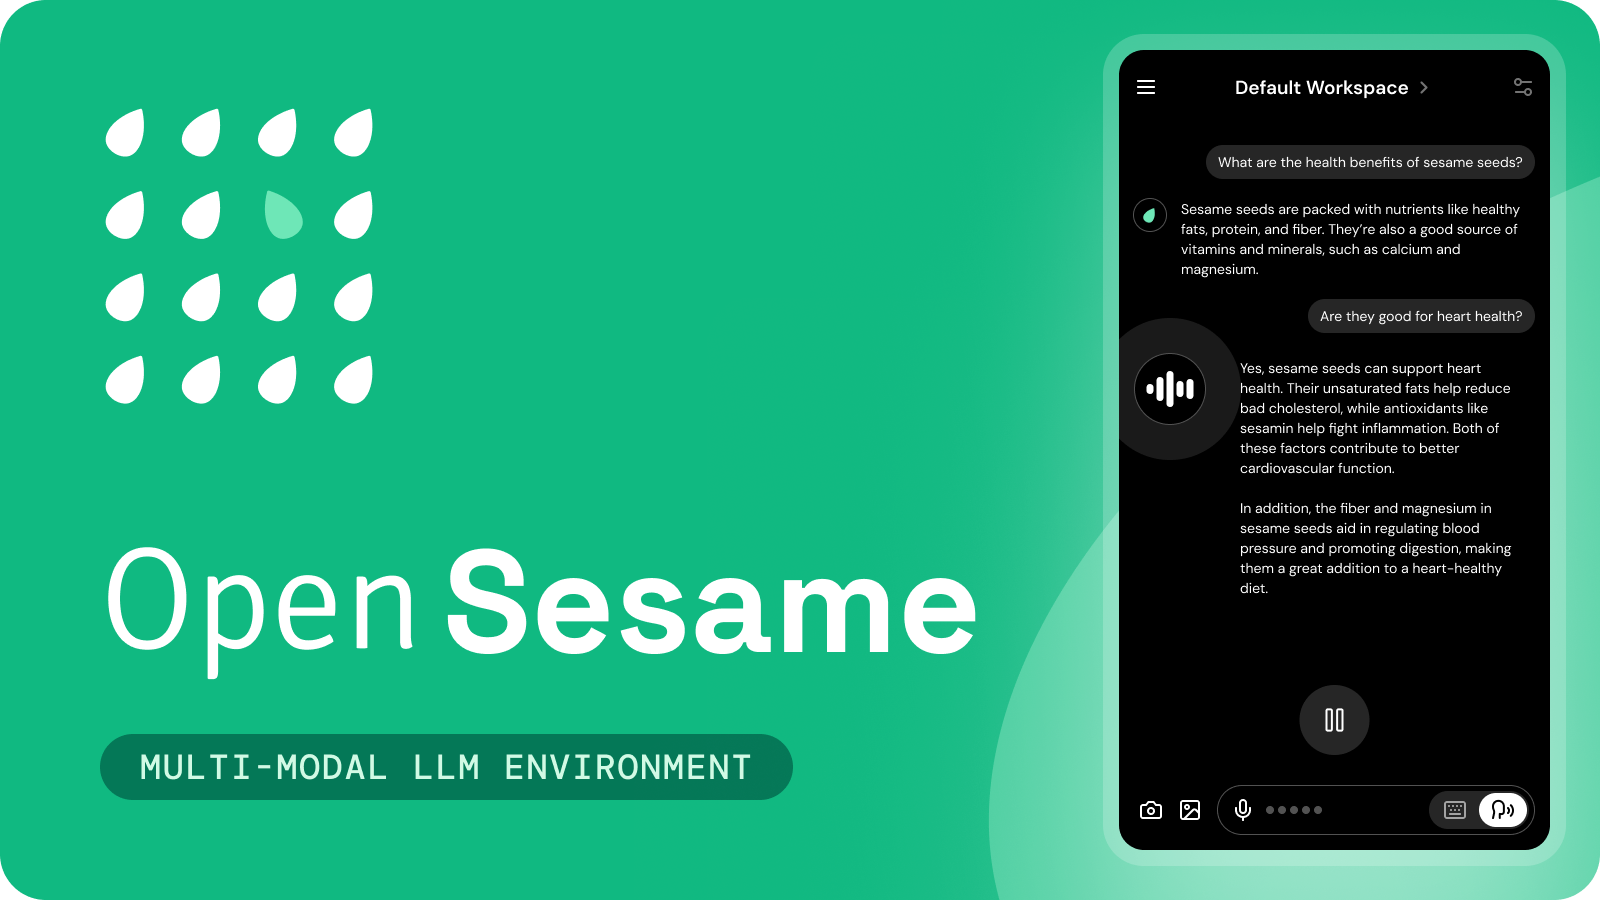 Open Sesame
MULTI-MODAL LLM ENVIRONMENT
Default Workspace
What are the health benefits of sesame seeds?
Sesame seeds are packed with nutrients like healthy
fats, protein, and fiber. They’re also a good source of
vitamins and minerals, such as calcium and
magnesium.
Are they good for heart health?
Yes, sesame seeds can support heart
health. Their unsaturated fats help reduce
bad cholesterol, while antioxidants like
sesamin help fight inflammation. Both of
these factors contribute to better
cardiovascular function.
In addition, the fiber and magnesium in
sesame seeds aid in regulating blood
pressure and promoting digestion, making
them a great addition to a heart-healthy
diet.